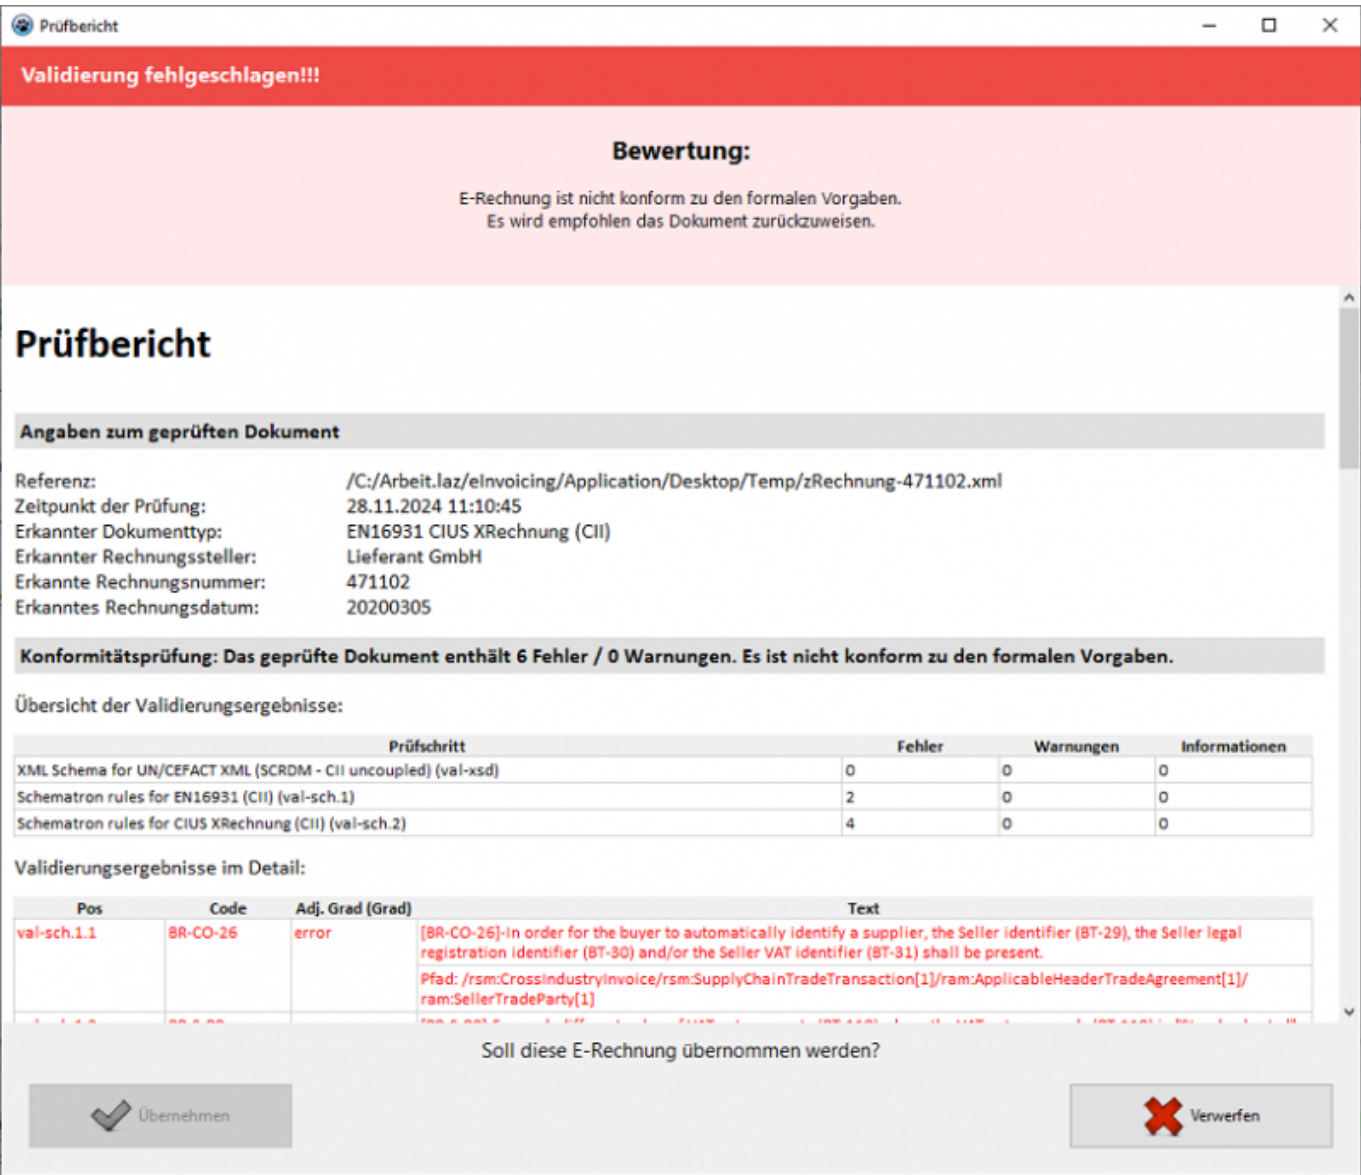 Prüfbericht
Validierung fehlgeschlagen!!!
Bewertung:
E-Rechnung ist nicht konform zu den formalen Vorgaben.
Es wird empfohlen das Dokument zurückzuweisen.
Prüfbericht
Angaben zum geprüften Dokument
Referenz: /C:/Arbeit.laz/eInvoicing/Application/Desktop/Temp/zRechnung-471102.xml
Zeitpunkt der Prüfung: 28.11.2024 11:10:45
Erkannter Dokumenttyp: EN16931 CIUS XRechnung (CII)
Erkannter Rechnungssteller: Lieferant GmbH
Erkannte Rechnungsnummer: 471102
Erkanntes Rechnungsdatum: 20200305
Konformitätsprüfung: Das geprüfte Dokument enthält 6 Fehler / 0 Warnungen. Es ist nicht konform zu den formalen Vorgaben.
Übersicht der Validierungsergebnisse:
Prüfschritt Fehler Warnungen Informationen
XML Schema for UN/CEFACT XML (SCRDM - CII uncoupled) (val-xsd) 0 0 0
Schematron rules for EN16931 (CII) (val-sch.1) 2 0 0
Schematron rules for CIUS XRechnung (CII) (val-sch.2) 4 0 0
Validierungsergebnisse im Detail:
Pos Code Adj. Grad (Grad) Text
val-sch.1.1 BR-CO-26 error [BR-CO-26]-In order for the buyer to automatically identify a supplier, the Seller identifier (BT-29), the Seller legal
registration identifier (BT-30) and/or the Seller VAT identifier (BT-31) shall be present.
Pfad: /rsm:CrossIndustryInvoice/rsm:SupplyChainTradeTransaction[1]/ram:ApplicableHeaderTradeAgreement[1]/
ram:SellerTradeParty[1]
Soll diese E-Rechnung übernommen werden?
Übernehmen
Verwerfen